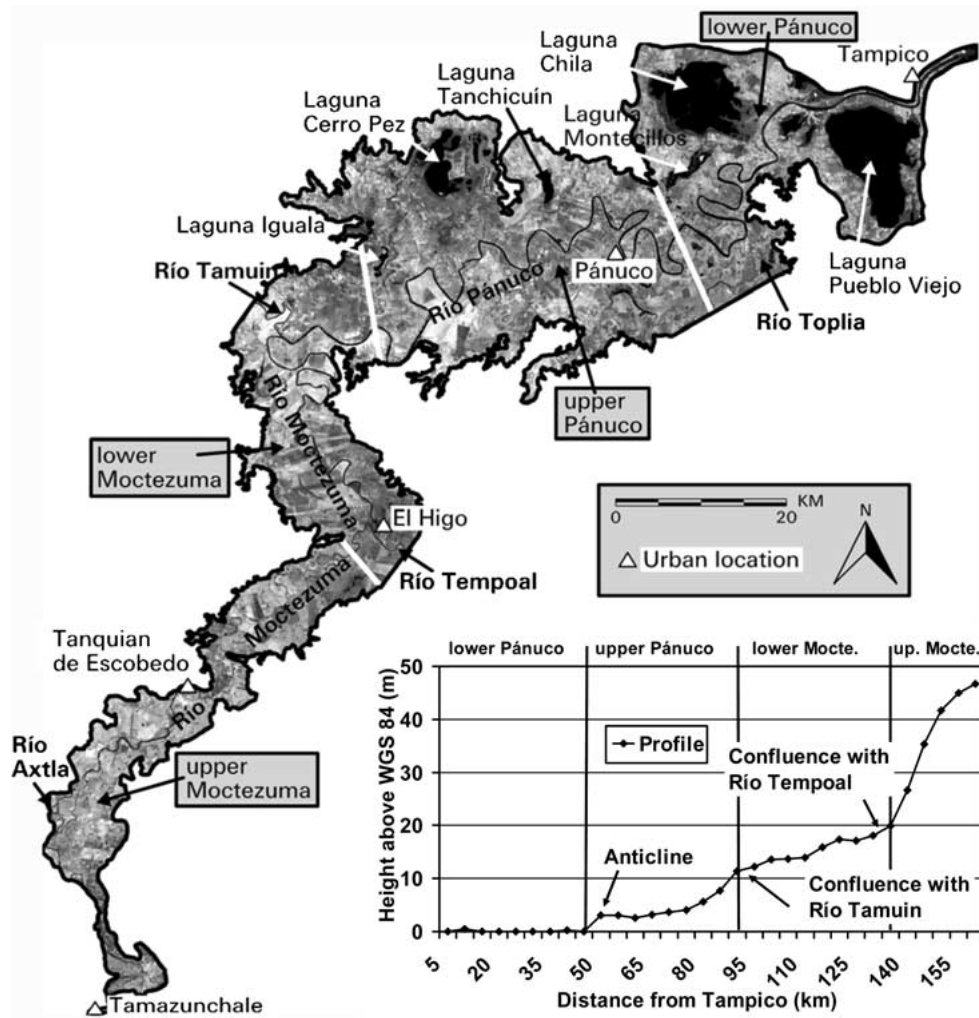 lower Pánuco
Tampico
Laguna
Chila
Laguna
Tanchicuín
Laguna
Cerro Pez
Laguna
Montecillos
Laguna Iguala
Río Tamuin
Río Pánuco
Pánuco
Laguna
Pueblo Viejo
Río Toplia
Río Moctezuma
upper
Pánuco
lower
Moctezuma
El Higo
Río Tempoal
Río Moctezuma
KM
0
20
N
Urban location
Tanquian
de Escobedo
Río
Axtla
upper
Moctezuma
Tamazunchale
lower Pánuco
upper Pánuco
lower Mocte.
up. Mocte.
Height above WGS 84 (m)
50
40
30
20
10
0
Profile
Confluence with
Río Tempoal
Anticline
Confluence with
Río Tamuin
5
20
35
50
65
80
95
110
125
140
155
Distance from Tampico (km)